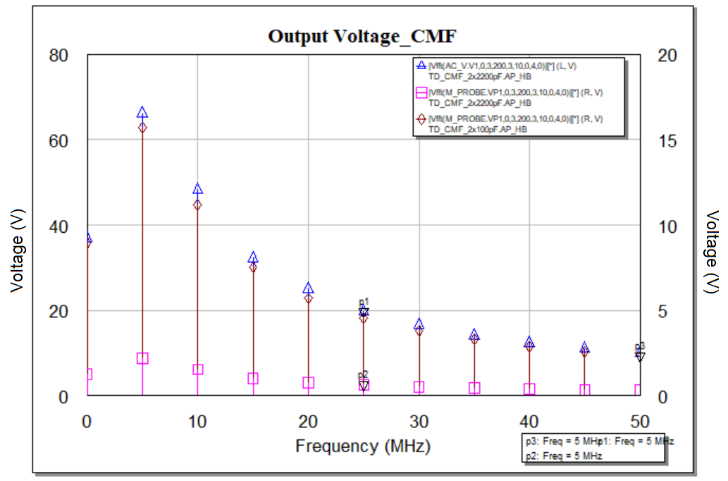 Output Voltage_CMF
80
60
40
20
0
20
15
10
5
0
Voltage (V)
Voltage (V)
|Vfft(AC_V.V1,0,3,200,3,10,0,4,0)|[*] (L, V)
TD_CMF_2x2200pF.AP_HB
|Vfft(M_PROBE.VP1,0,3,200,3,10,0,4,0)|[*] (R, V)
TD_CMF_2x2200pF.AP_HB
|Vfft(M_PROBE.VP1,0,3,200,3,10,0,4,0)|[*] (R, V)
TD_CMF_2x100pF.AP_HB
p1
p2
p3
0 10 20 30 40 50
Frequency (MHz)
p3: Freq = 5 MHz p1: Freq = 5 MHz
p2: Freq = 5 MHz